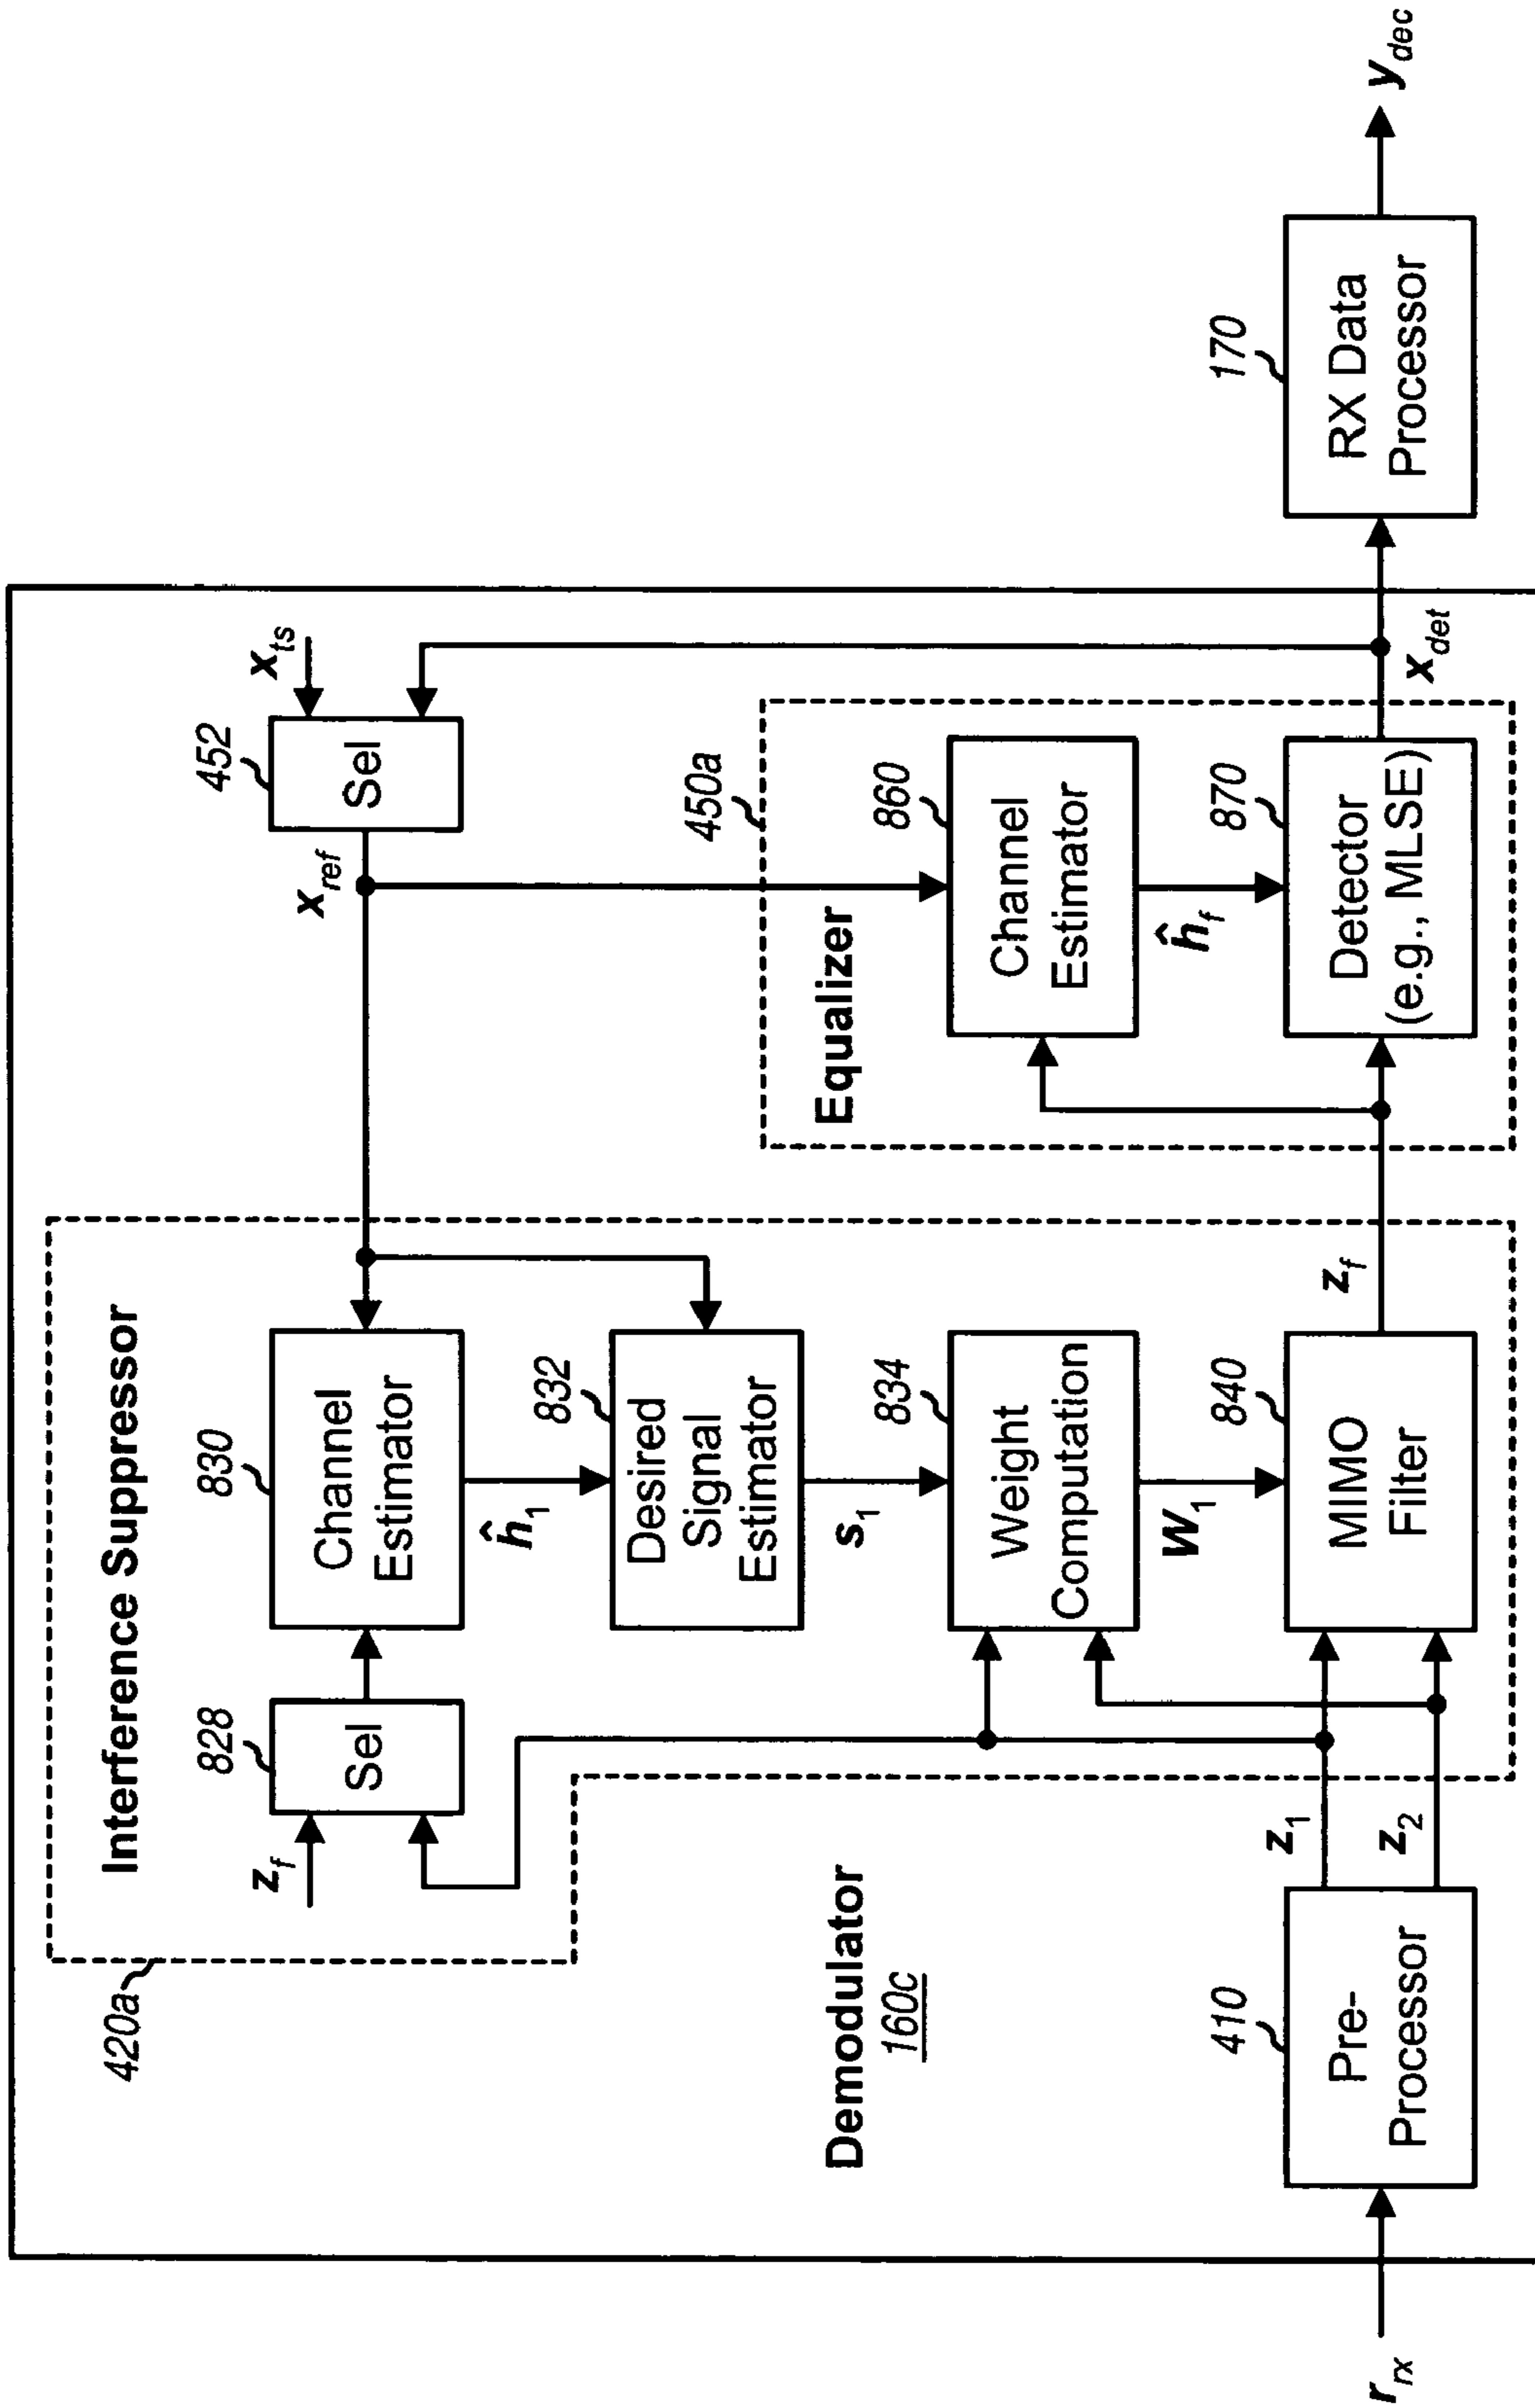 420a
Interference Suppressor
828
Sel
z_f
830
Channel
Estimator
ĥ_1
832
Desired
Signal
Estimator
s_1
834
Weight
Computation
W_1
840
MIMO
Filter
z_f
x_ref
452
Sel
x_ts
450a
Equalizer
860
Channel
Estimator
ĥ_f
870
Detector
(e.g., MLSE)
x_det
170
RX Data
Processor
y_dec
Demodulator
160c
410
Pre-
Processor
z_1
z_2
r_rx